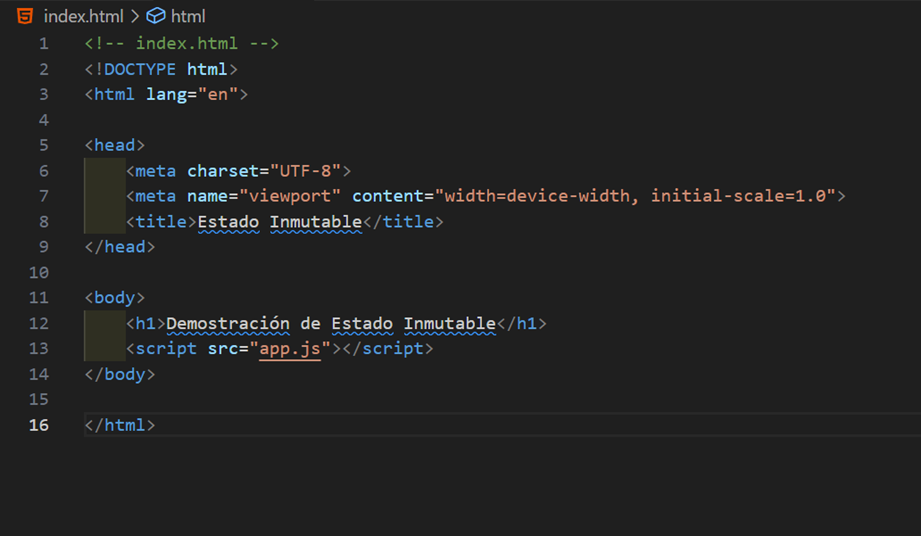 index.html > html
1 <!-- index.html -->
2 <!DOCTYPE html>
3 <html lang="en">
4
5 <head>
6     <meta charset="UTF-8">
7     <meta name="viewport" content="width=device-width, initial-scale=1.0">
8     <title>Estado Inmutable</title>
9 </head>
10
11 <body>
12     <h1>Demostración de Estado Inmutable</h1>
13     <script src="app.js"></script>
14 </body>
15
16 </html>